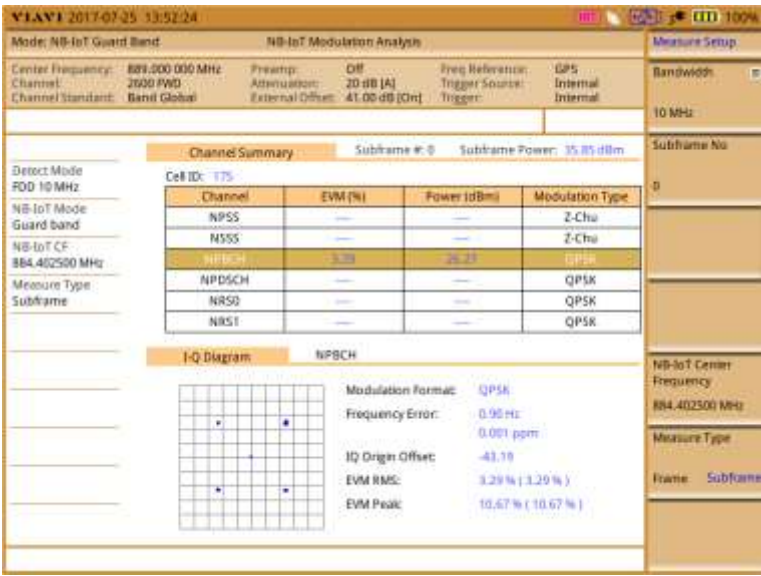 VIAVI 2017-07-25 13:52:24 100%
Mode: NB-IoT Guard Band NB-IoT Modulation Analysis Measure Setup
Center Frequency: 889.000 000 MHz Preamp: Off Freq Reference: GPS
Channel: 2600 FWD Attenuation: 20 dB [A] Trigger Source: Internal
Channel Standard: Band Global External Offset: 41.00 dB [On] Trigger: Internal
Bandwidth
10 MHz
Channel Summary Subframe #: 0 Subframe Power: 35.85 dBm
Subframe No
0
Detect Mode
FDD 10 MHz
NB-IoT Mode
Guard band
NB-IoT CF
884.402500 MHz
Measure Type
Subframe
Cell ID: 175
Channel EVM (%) Power (dBm) Modulation Type
NPSS --- --- Z-Chu
NSSS --- --- Z-Chu
NPBCH 3.29 26.27 QPSK
NPDSCH --- --- QPSK
NRS0 --- --- QPSK
NRS1 --- --- QPSK
I-Q Diagram NPBCH
Modulation Format: QPSK
Frequency Error: 0.90 Hz
0.001 ppm
IQ Origin Offset: -43.19
EVM RMS: 3.29 % ( 3.29 % )
EVM Peak: 10.67 % ( 10.67 % )
NB-IoT Center
Frequency
884.402500 MHz
Measure Type
Frame Subframe